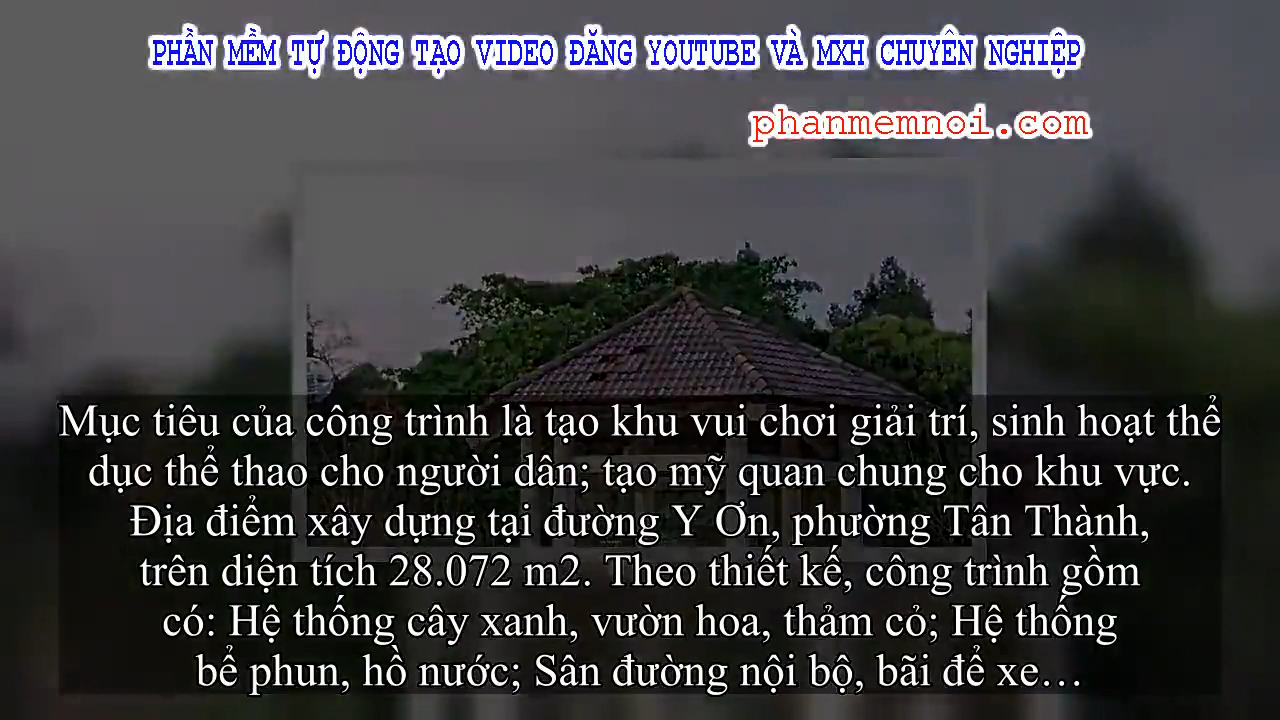 PHẦN MỀM TỰ ĐỘNG TẠO VIDEO ĐĂNG YOUTUBE VÀ MXH CHUYÊN NGHIỆP
phanmemnoi.com
Mục tiêu của công trình là tạo khu vui chơi giải trí, sinh hoạt thể
dục thể thao cho người dân; tạo mỹ quan chung cho khu vực.
Địa điểm xây dựng tại đường Y Ơn, phường Tân Thành,
trên diện tích 28.072 m2. Theo thiết kế, công trình gồm
có: Hệ thống cây xanh, vườn hoa, thảm cỏ; Hệ thống
bể phun, hồ nước; Sân đường nội bộ, bãi để xe…